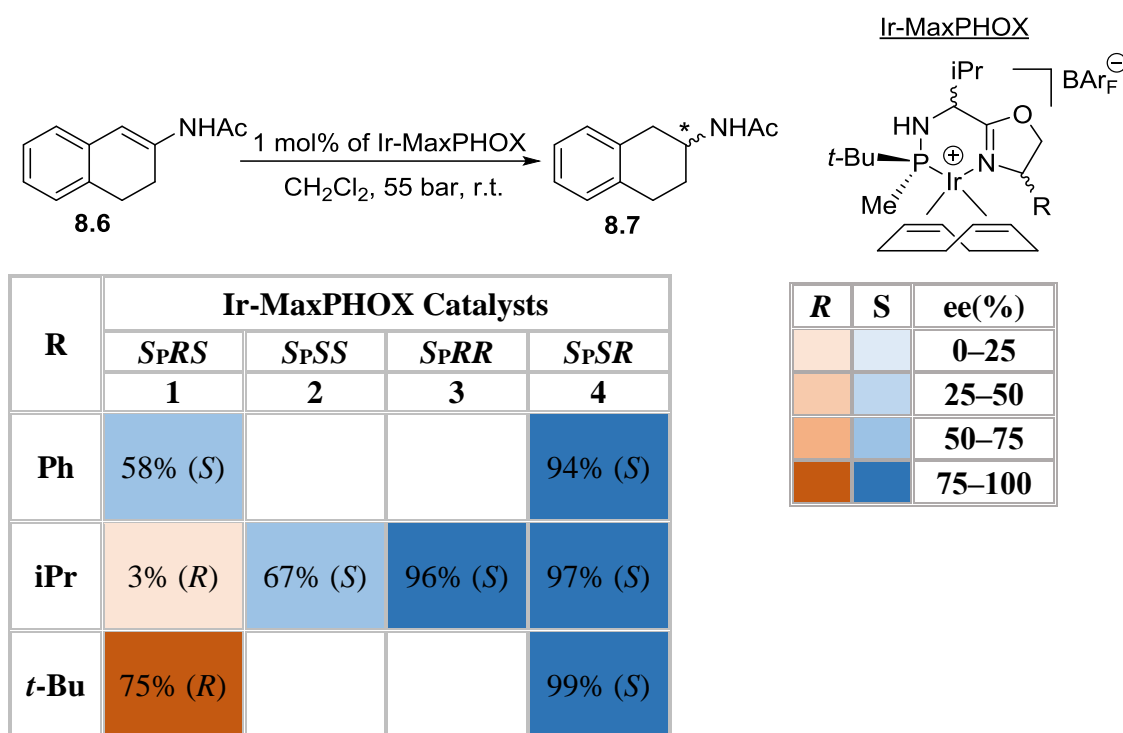 Ir-MaxPHOX
iPr
BArF⊖
O
HN
t-Bu
P
⊕
N
Ir
Me
R
NHAc
1 mol% of Ir-MaxPHOX
CH2Cl2, 55 bar, r.t.
*
NHAc
8.6
8.7
R
Ir-MaxPHOX Catalysts
SPRS SPSS SPRR SPSR
1 2 3 4
Ph 58% (S) 94% (S)
iPr 3% (R) 67% (S) 96% (S) 97% (S)
t-Bu 75% (R) 99% (S)
R S ee(%)
0–25
25–50
50–75
75–100